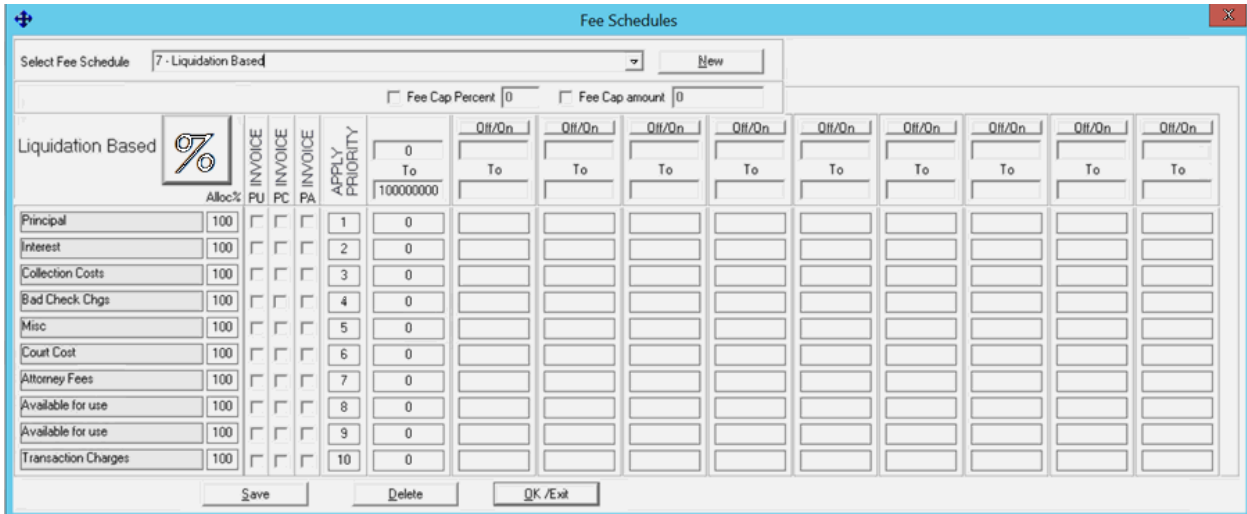 Fee Schedules
X
Select Fee Schedule 7 - Liquidation Based New
Fee Cap Percent 0 Fee Cap amount 0
Liquidation Based % Alloc% PU INVOICE PC INVOICE PA INVOICE APPLY PRIORITY
Off/On Off/On Off/On Off/On Off/On Off/On Off/On Off/On Off/On
0
To To To To To To To To To To
100000000
Principal 100 1 0
Interest 100 2 0
Collection Costs 100 3 0
Bad Check Chgs 100 4 0
Misc 100 5 0
Court Cost 100 6 0
Attorney Fees 100 7 0
Available for use 100 8 0
Available for use 100 9 0
Transaction Charges 100 10 0
Save Delete OK /Exit